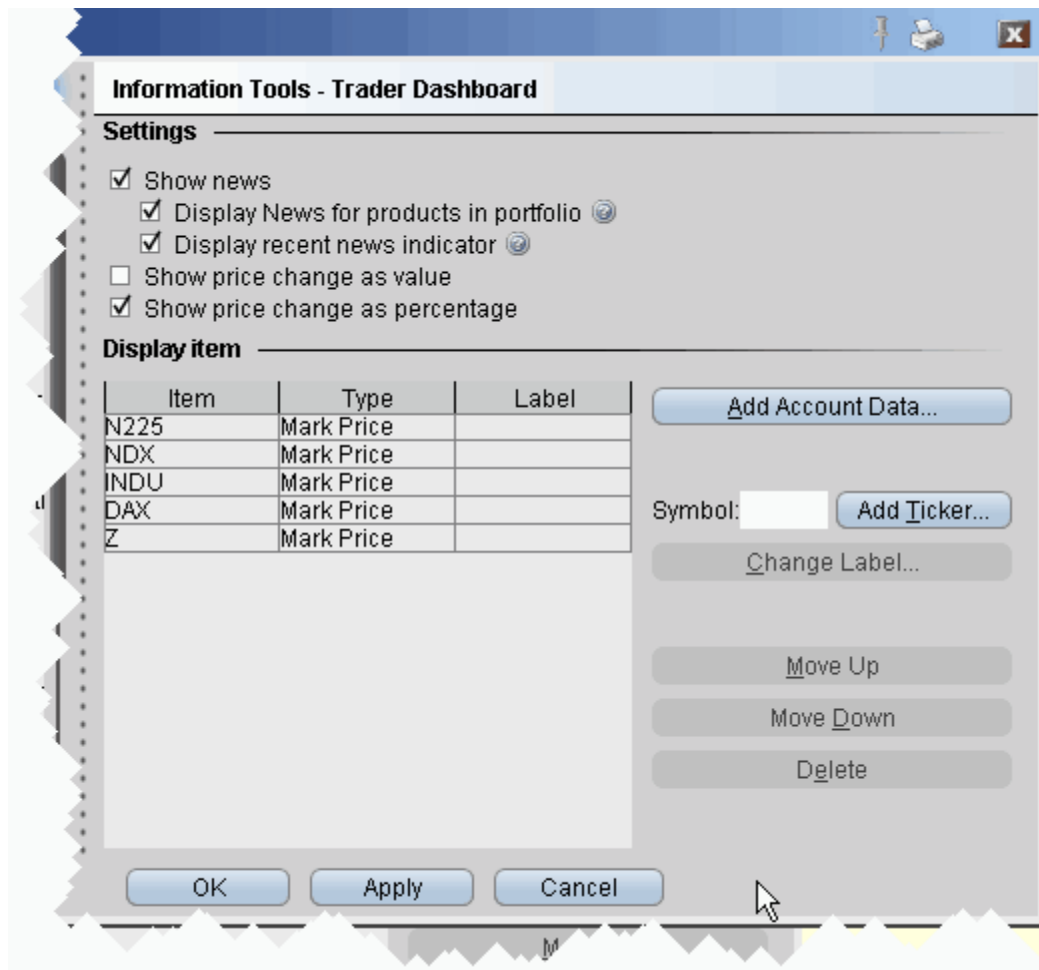 Information Tools - Trader Dashboard
Settings
Show news
Display News for products in portfolio
Display recent news indicator
Show price change as value
Show price change as percentage
Display item
Item Type Label
N225 Mark Price
NDX Mark Price
INDU Mark Price
DAX Mark Price
Z Mark Price
Add Account Data...
Symbol: Add Ticker...
Change Label...
Move Up
Move Down
Delete
OK Apply Cancel